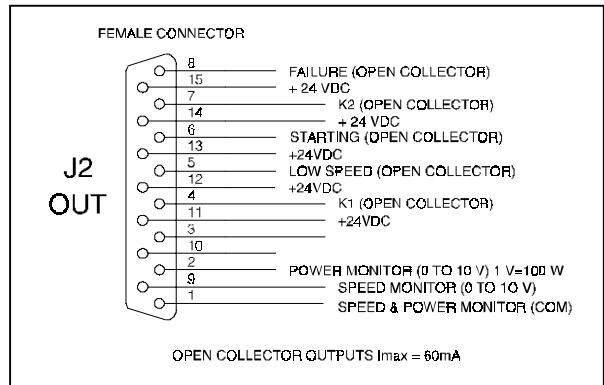 FEMALE CONNECTOR
J2
OUT
8 FAILURE (OPEN COLLECTOR)
15 + 24 VDC
7 K2 (OPEN COLLECTOR)
14 + 24 VDC
6 STARTING (OPEN COLLECTOR)
13 +24VDC
5 LOW SPEED (OPEN COLLECTOR)
12 +24VDC
4 K1 (OPEN COLLECTOR)
11 +24VDC
3
10
2 POWER MONITOR (0 TO 10 V) 1 V=100 W
9 SPEED MONITOR (0 TO 10 V)
1 SPEED & POWER MONITOR (COM)
OPEN COLLECTOR OUTPUTS Imax = 60mA